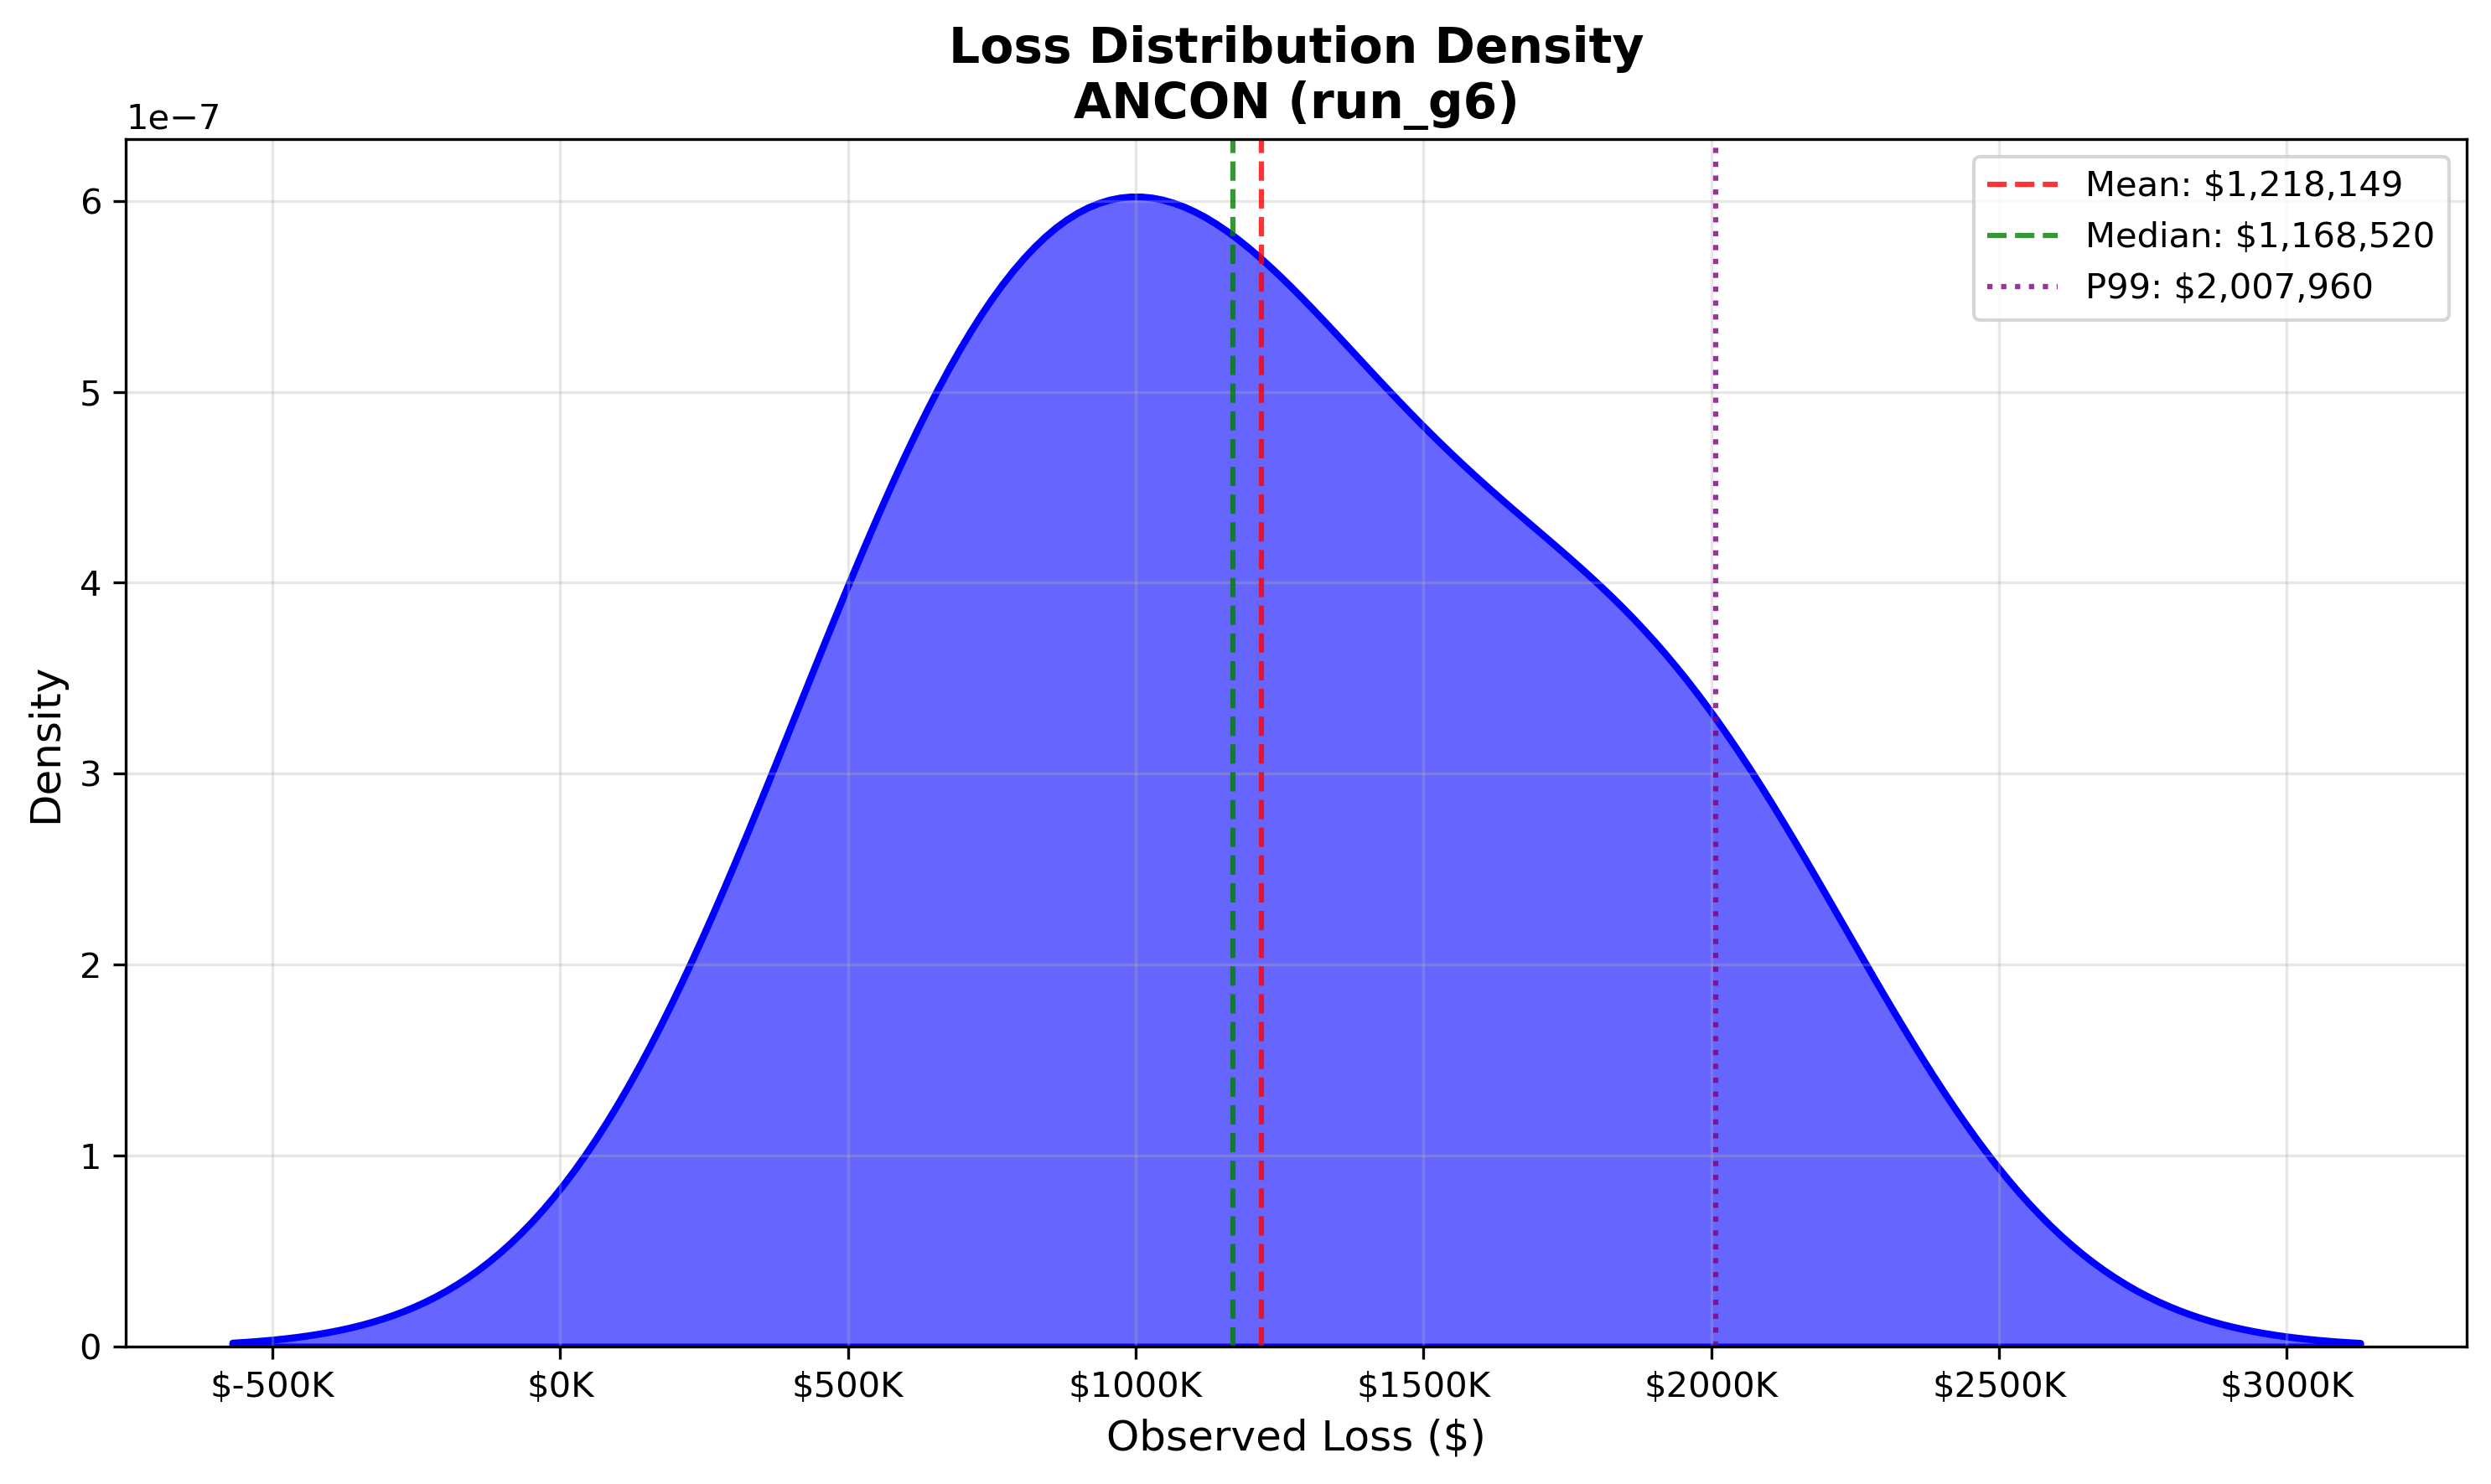 Loss Distribution Density
ANCON (run_g6)
1e−7
6
5
4
3
2
1
0
Density
Mean: $1,218,149
Median: $1,168,520
P99: $2,007,960
$-500K
$0K
$500K
$1000K
$1500K
$2000K
$2500K
$3000K
Observed Loss ($)